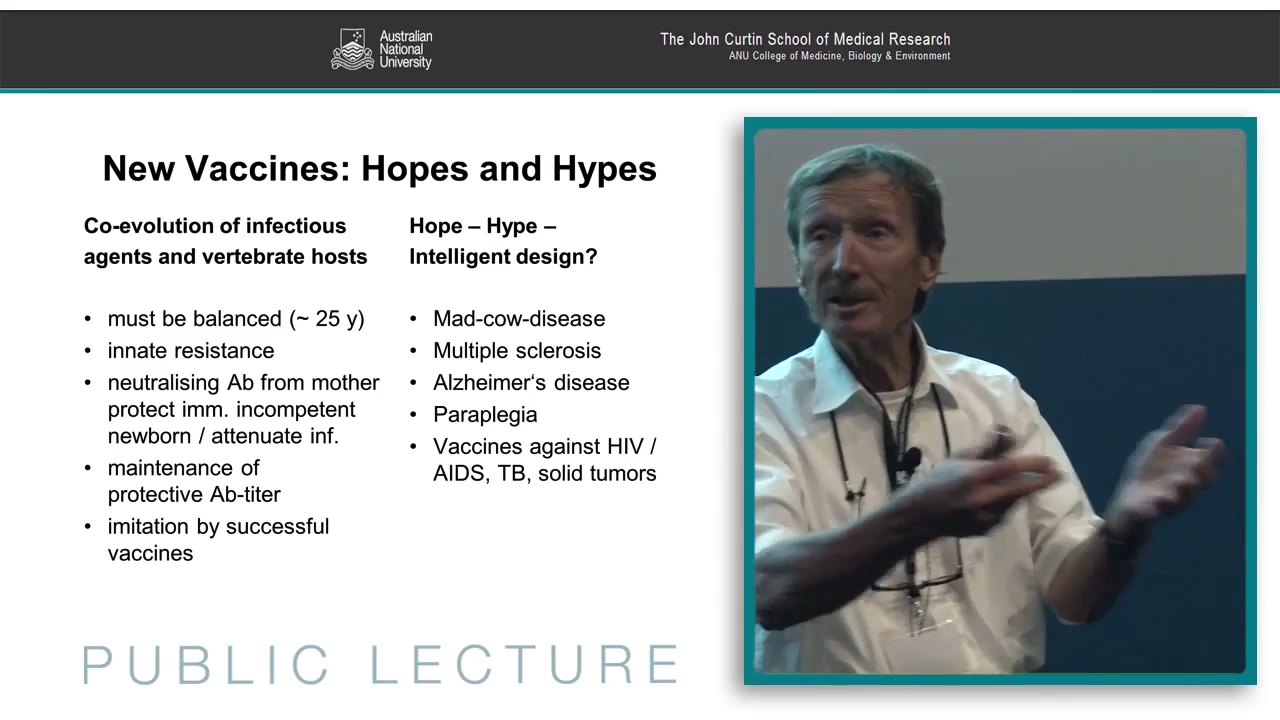 Australian
National
University
The John Curtin School of Medical Research
ANU College of Medicine, Biology & Environment
New Vaccines: Hopes and Hypes
Co-evolution of infectious
agents and vertebrate hosts
• must be balanced (~ 25 y)
• innate resistance
• neutralising Ab from mother
protect imm. incompetent
newborn / attenuate inf.
• maintenance of
protective Ab-titer
• imitation by successful
vaccines
Hope – Hype –
Intelligent design?
• Mad-cow-disease
• Multiple sclerosis
• Alzheimer‘s disease
• Paraplegia
• Vaccines against HIV /
AIDS, TB, solid tumors
PUBLIC LECTURE